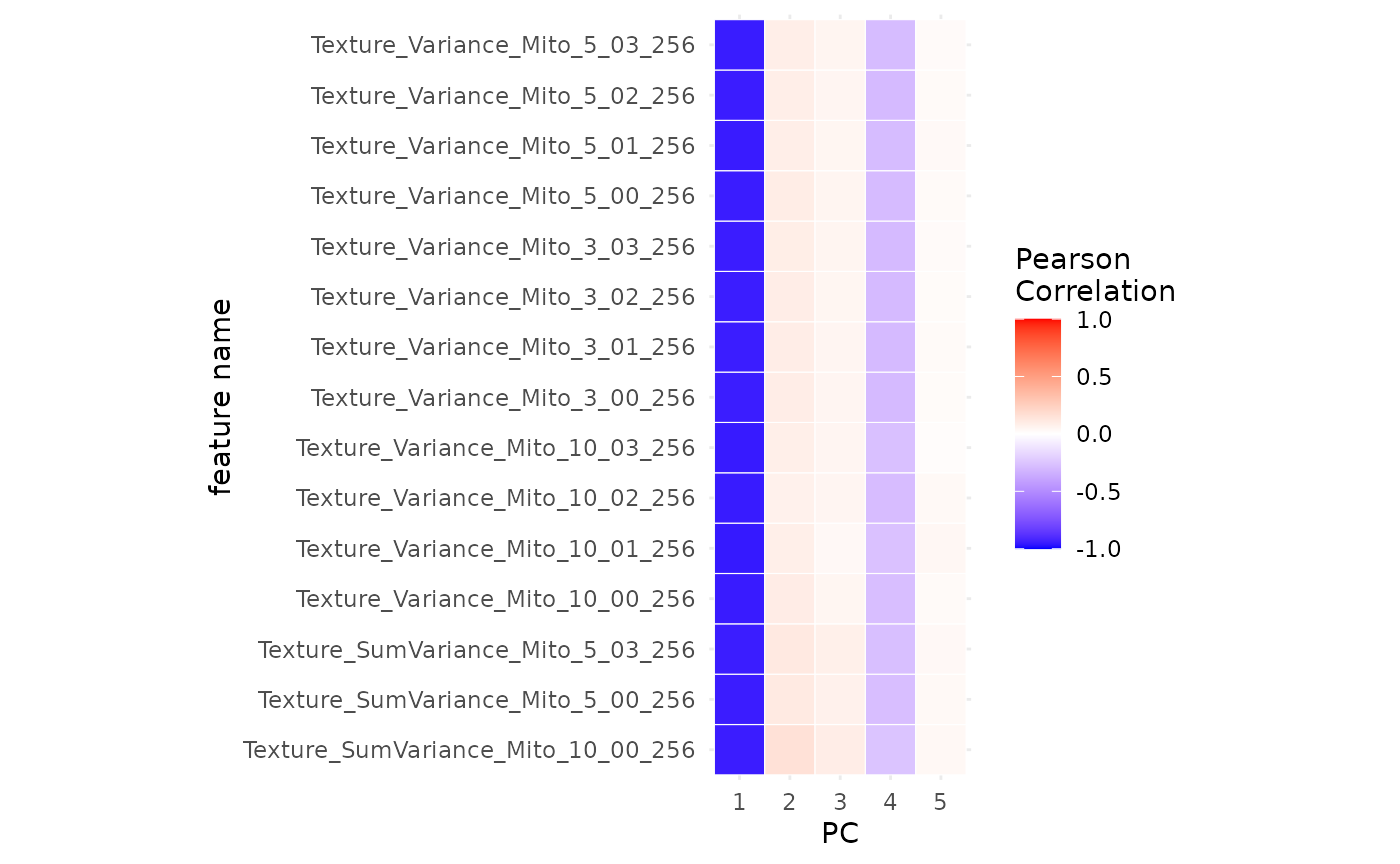 Texture_Variance_Mito_5_03_256
Texture_Variance_Mito_5_02_256
Texture_Variance_Mito_5_01_256
Texture_Variance_Mito_5_00_256
Texture_Variance_Mito_3_03_256
Texture_Variance_Mito_3_02_256
Texture_Variance_Mito_3_01_256
Texture_Variance_Mito_3_00_256
Texture_Variance_Mito_10_03_256
Texture_Variance_Mito_10_02_256
Texture_Variance_Mito_10_01_256
Texture_Variance_Mito_10_00_256
Texture_SumVariance_Mito_5_03_256
Texture_SumVariance_Mito_5_00_256
Texture_SumVariance_Mito_10_00_256
feature name
1 2 3 4 5
PC
Pearson
Correlation
1.0
0.5
0.0
-0.5
-1.0